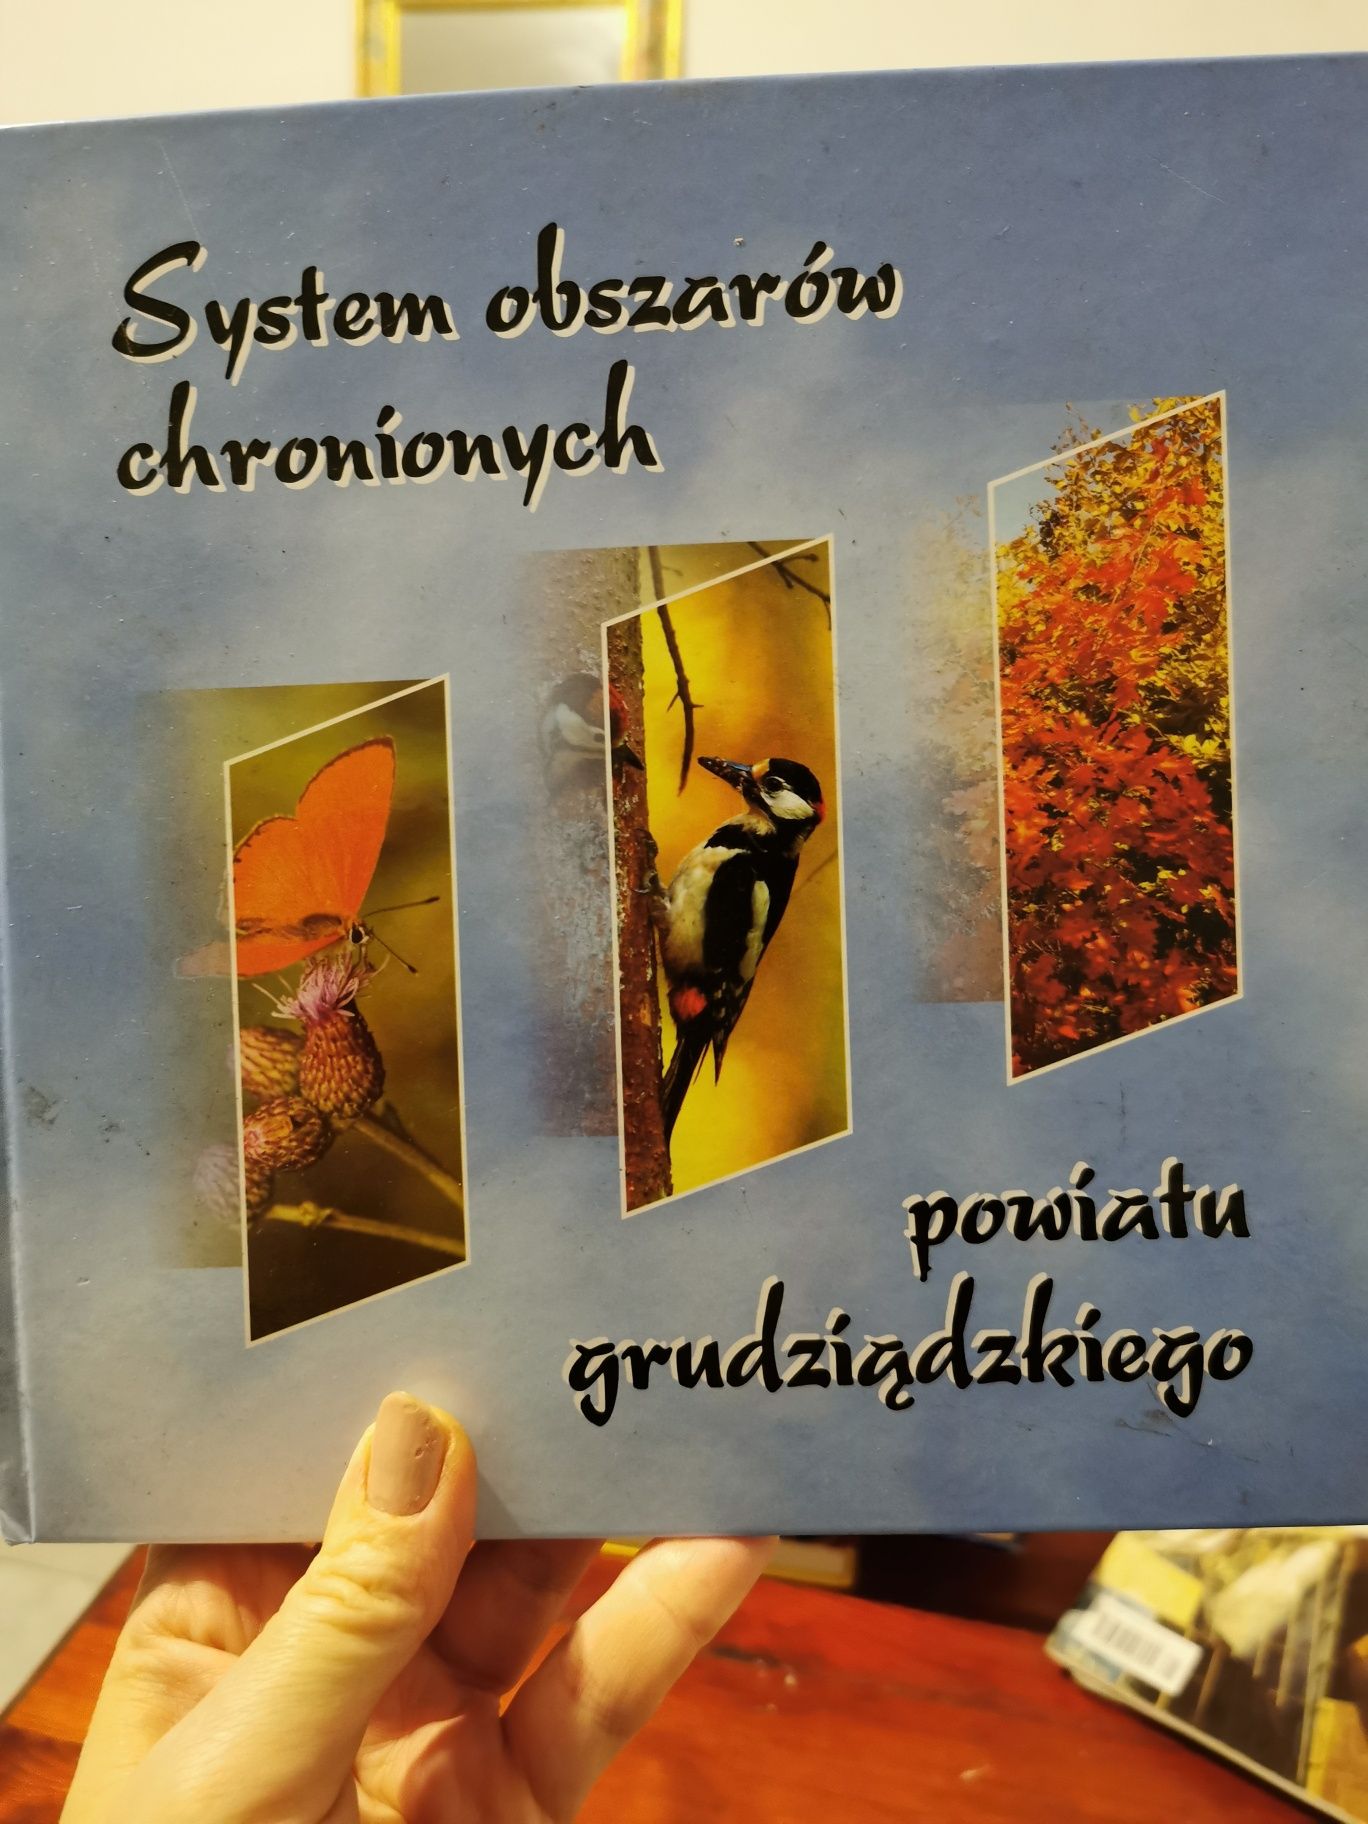 System obszarów
chronionych
powiatu
grudziądzkiego